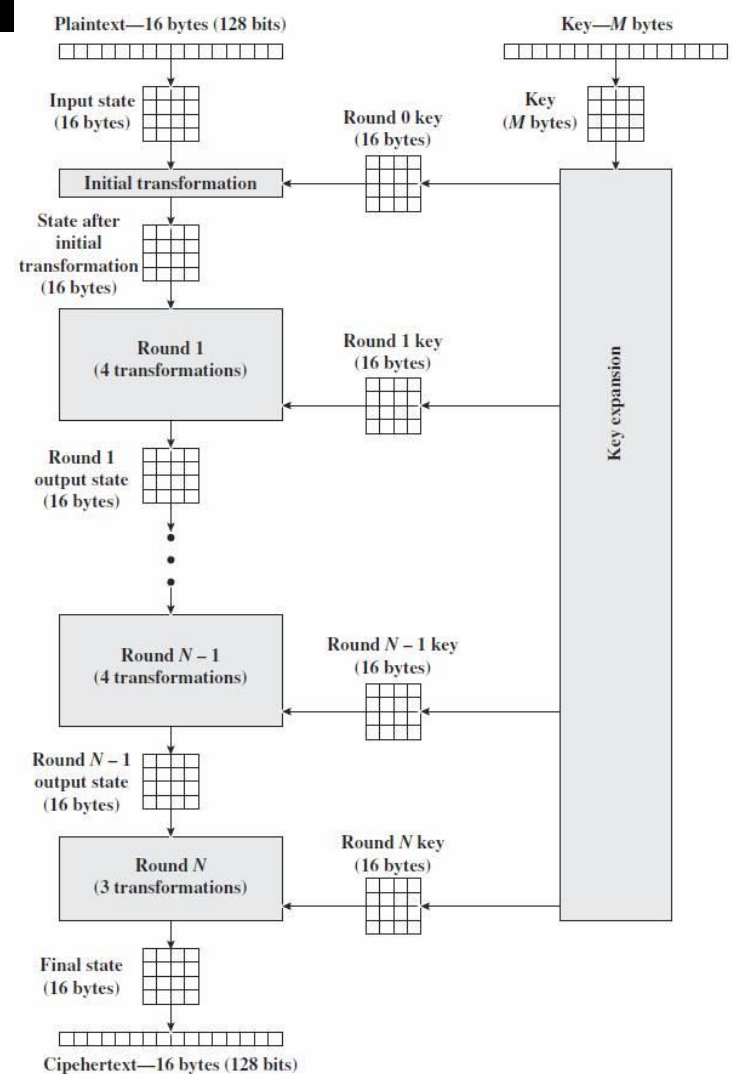 Plaintext—16 bytes (128 bits)
Key—M bytes
Input state
(16 bytes)
Key
(M bytes)
Round 0 key
(16 bytes)
Initial transformation
State after
initial
transformation
(16 bytes)
Round 1
(4 transformations)
Round 1 key
(16 bytes)
Key expansion
Round 1
output state
(16 bytes)
Round N – 1
(4 transformations)
Round N – 1 key
(16 bytes)
Round N – 1
output state
(16 bytes)
Round N
(3 transformations)
Round N key
(16 bytes)
Final state
(16 bytes)
Cipehertext—16 bytes (128 bits)